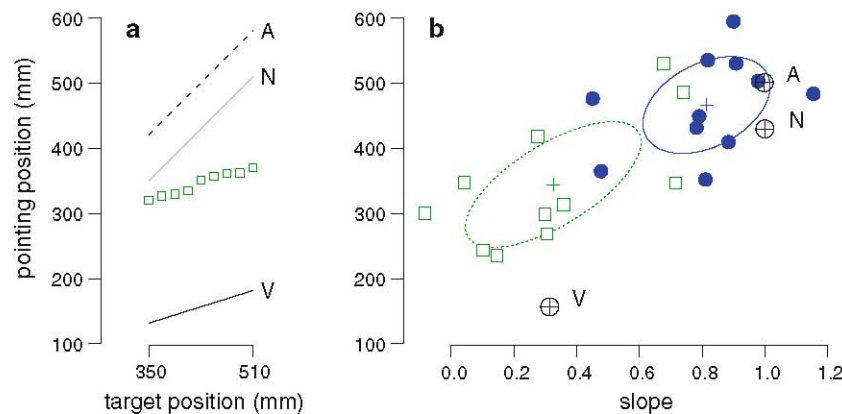 a
b
pointing position (mm)
600
500
400
300
200
100
A
N
V
350
510
target position (mm)
600
500
400
300
200
100
A
N
V
0.0 0.2 0.4 0.6 0.8 1.0 1.2
slope